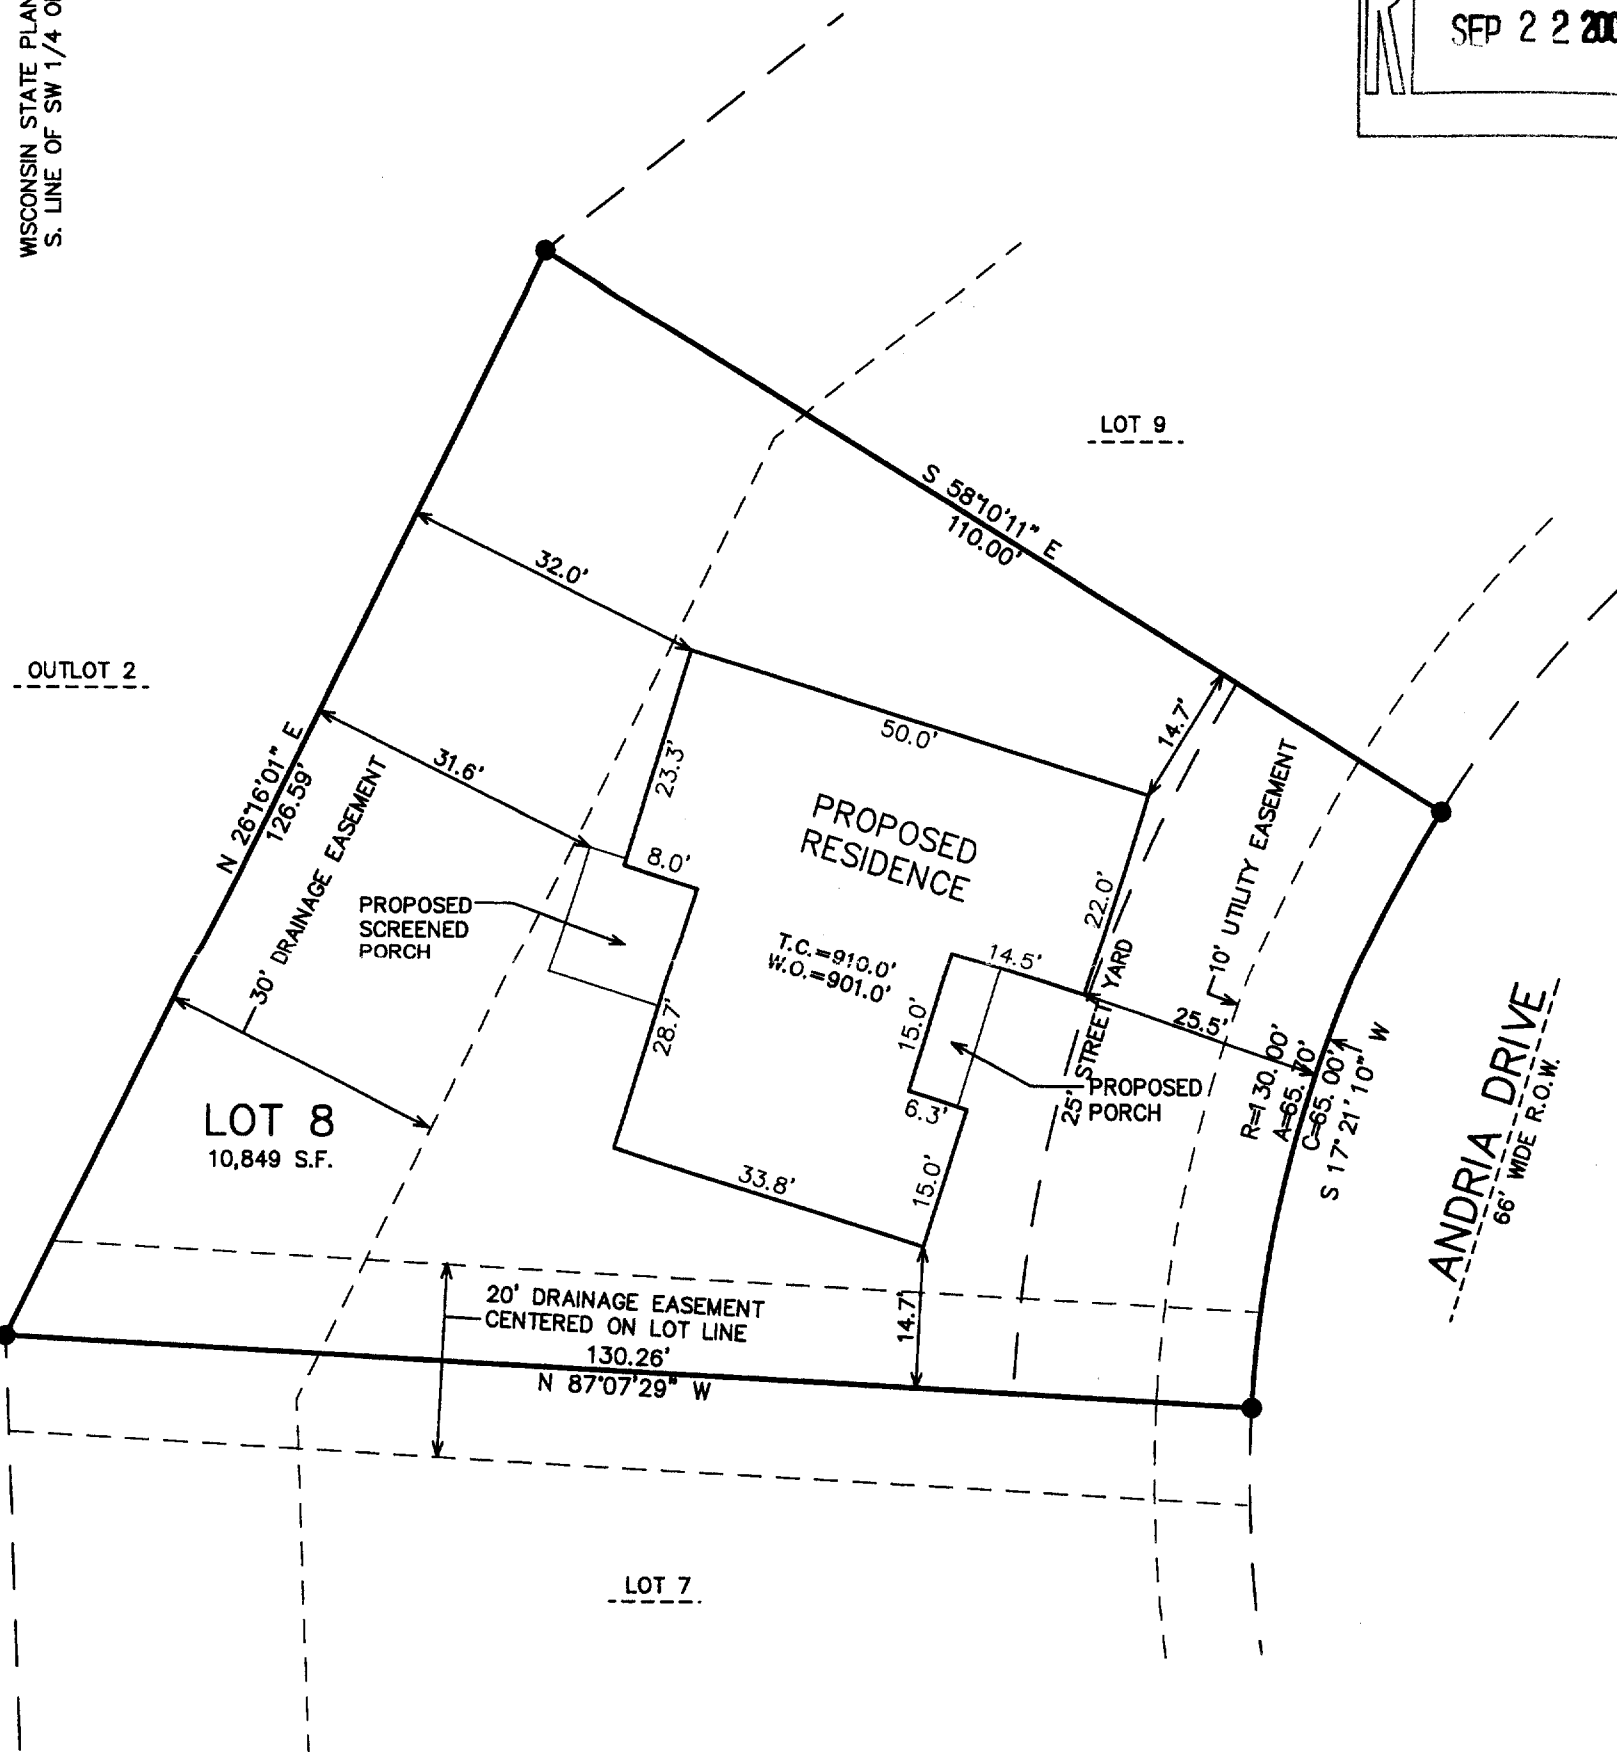 WISCONSIN STATE PLAN
S. LINE OF SW 1/4
SEP 2 2
LOT 9
S 58°10'11" E
110.00'
32.0'
OUTLOT 2
50.0'
14.7'
23.3'
31.6'
N 26°16'01" E
126.59'
30' DRAINAGE EASEMENT
8.0'
PROPOSED
RESIDENCE
10' UTILITY EASEMENT
22.0'
PROPOSED
SCREENED
PORCH
T.C.=910.0'
W.O.=901.0'
14.5'
25' STREET YARD
25.5'
15.0'
28.7'
R=130.00'
A=65.70'
C=65.00'
S 17°21'10" W
ANDRIA DRIVE
66' WIDE R.O.W.
PROPOSED
PORCH
6.3'
LOT 8
10,849 S.F.
33.8'
15.0'
20' DRAINAGE EASEMENT
CENTERED ON LOT LINE
14.7'
130.26'
N 87°07'29" W
LOT 7